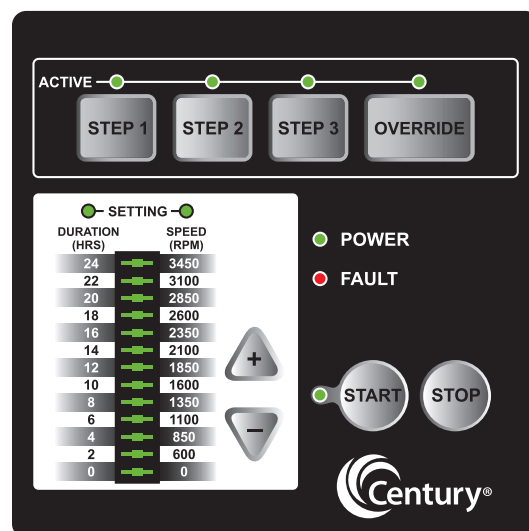 ACTIVE
STEP 1 STEP 2 STEP 3 OVERRIDE
SETTING
DURATION (HRS) SPEED (RPM)
24 3450
22 3100
20 2850
18 2600
16 2350
14 2100
12 1850
10 1600
8 1350
6 1100
4 850
2 600
0 0
+
−
POWER
FAULT
START STOP
Century®